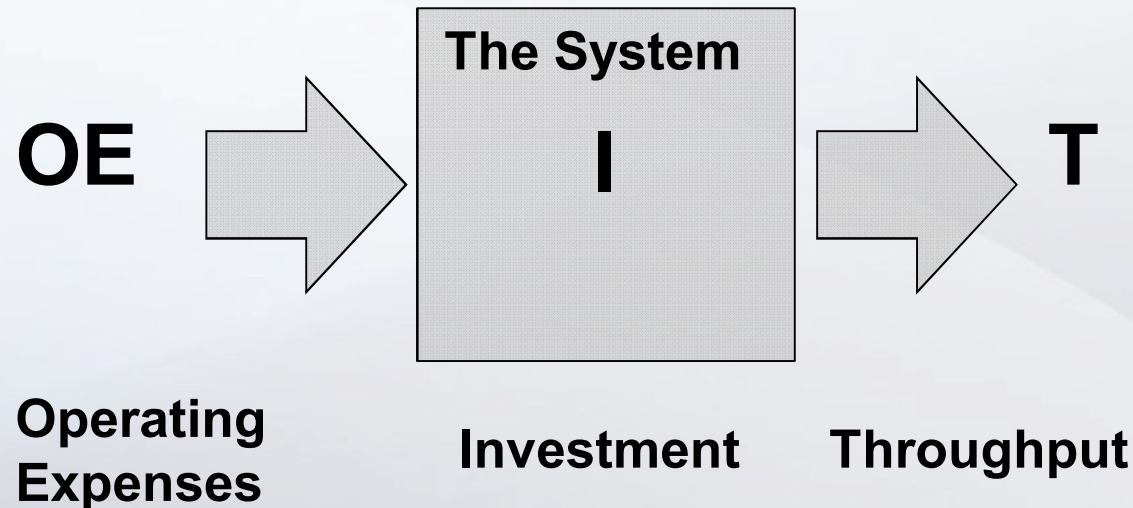 The System
OE
I
T
Operating
Expenses
Investment
Throughput